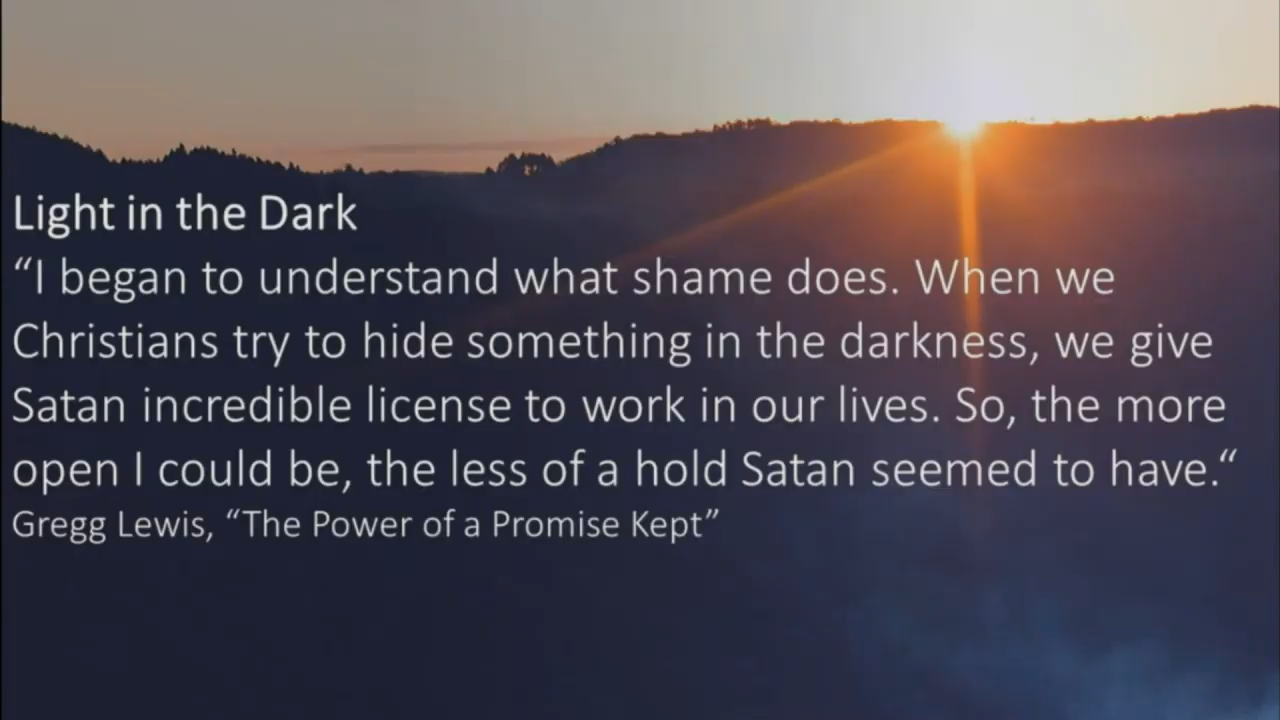 Light in the Dark
“I began to understand what shame does. When we
Christians try to hide something in the darkness, we give
Satan incredible license to work in our lives. So, the more
open I could be, the less of a hold Satan seemed to have.“
Gregg Lewis, “The Power of a Promise Kept”